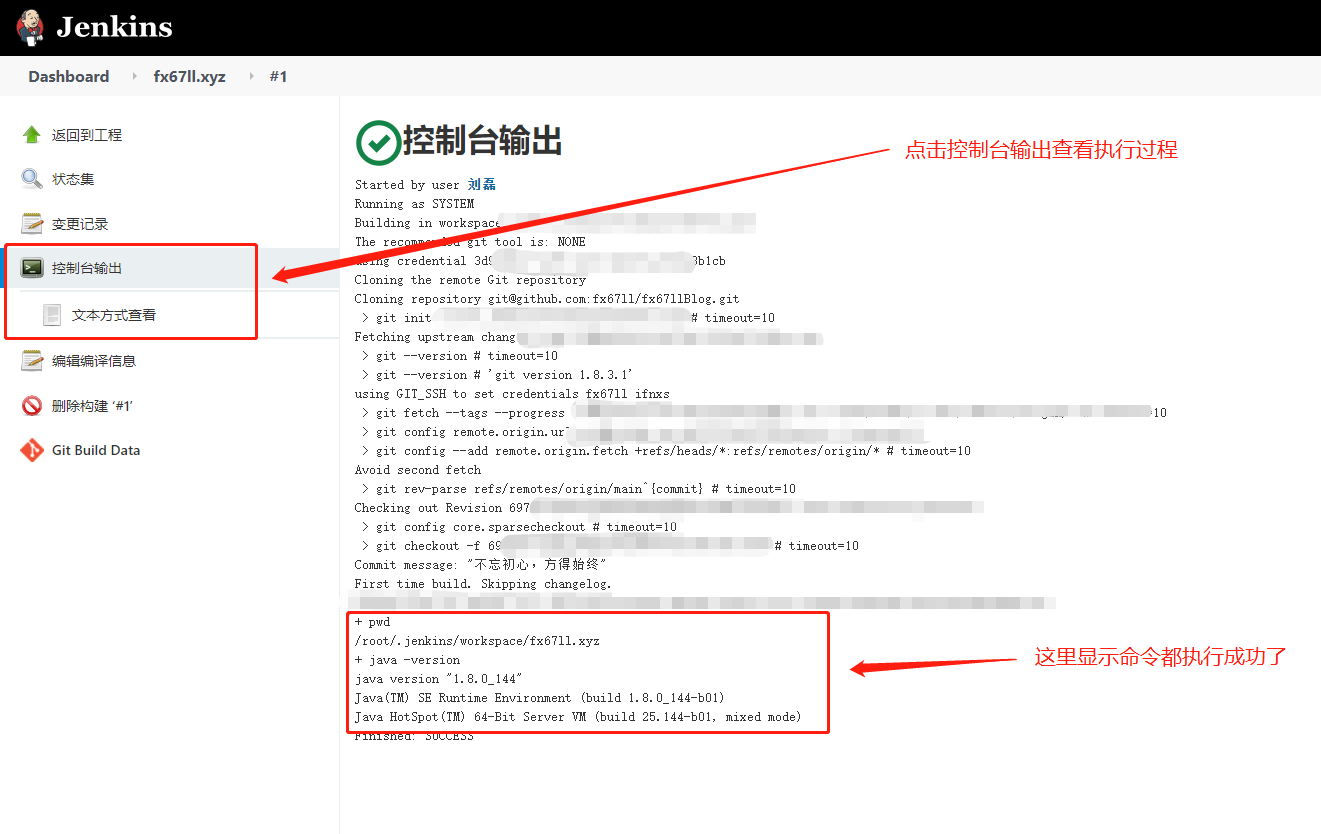 Jenkins
Dashboard fx67ll.xyz #1
返回到工程
状态集
变更记录
控制台输出
文本方式查看
编辑编译信息
删除构建 ‘#1’
Git Build Data
控制台输出
点击控制台输出查看执行过程
Started by user 刘磊
Running as SYSTEM
Building in workspace
The recommended git tool is: NONE
using credential 3d9 3b1cb
Cloning the remote Git repository
Cloning repository git@github.com:fx67ll/fx67llBlog.git
> git init # timeout=10
Fetching upstream chang
> git --version # timeout=10
> git --version # 'git version 1.8.3.1'
using GIT_SSH to set credentials fx67ll ifnxs
> git fetch --tags --progress =10
> git config remote.origin.url
> git config --add remote.origin.fetch +refs/heads/*:refs/remotes/origin/* # timeout=10
Avoid second fetch
> git rev-parse refs/remotes/origin/main^{commit} # timeout=10
Checking out Revision 697
> git config core.sparsecheckout # timeout=10
> git checkout -f 69 # timeout=10
Commit message: "不忘初心，方得始终"
First time build. Skipping changelog.
+ pwd
/root/.jenkins/workspace/fx67ll.xyz
+ java -version
java version "1.8.0_144"
Java(TM) SE Runtime Environment (build 1.8.0_144-b01)
Java HotSpot(TM) 64-Bit Server VM (build 25.144-b01, mixed mode)
Finished: SUCCESS
这里显示命令都执行成功了